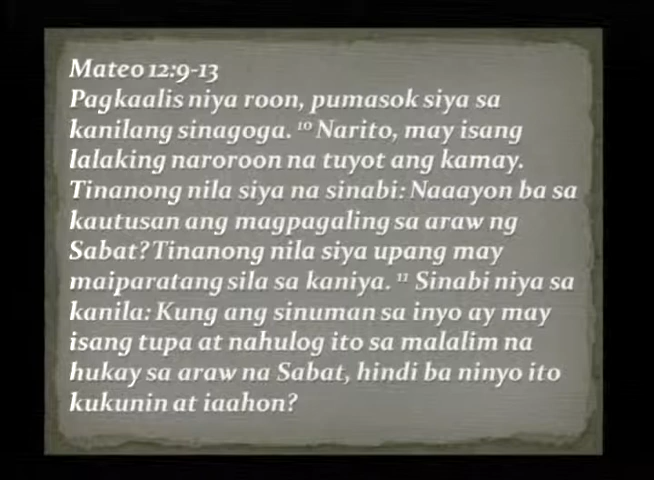 Mateo 12:9-13
Pagkaalis niya roon, pumasok siya sa
kanilang sinagoga. ¹⁰ Narito, may isang
lalaking naroroon na tuyot ang kamay.
Tinanong nila siya na sinabi: Naaayon ba sa
kautusan ang magpagaling sa araw ng
Sabat? Tinanong nila siya upang may
maiparatang sila sa kaniya. ¹¹ Sinabi niya sa
kanila: Kung ang sinuman sa inyo ay may
isang tupa at nahulog ito sa malalim na
hukay sa araw na Sabat, hindi ba ninyo ito
kukunin at iaahon?